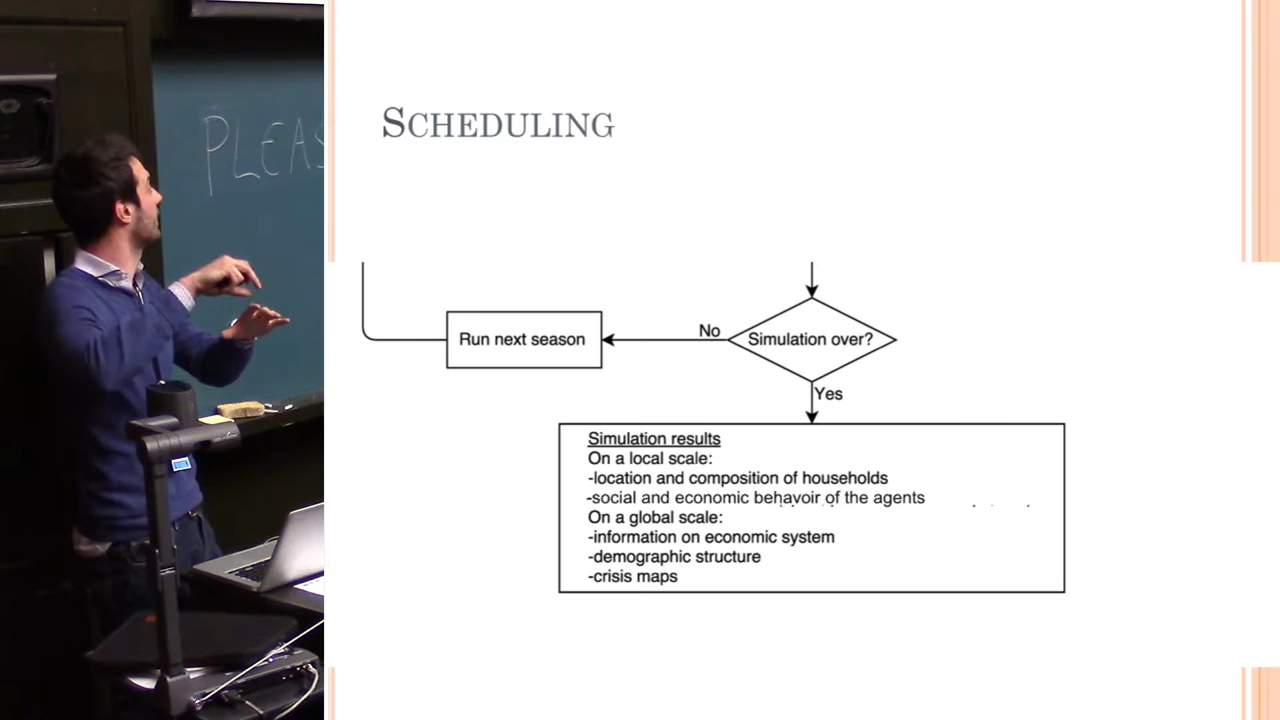 PLEAS
SCHEDULING
Run next season
No
Simulation over?
Yes
Simulation results
On a local scale:
-location and composition of households
-social and economic behavoir of the agents
On a global scale:
-information on economic system
-demographic structure
-crisis maps